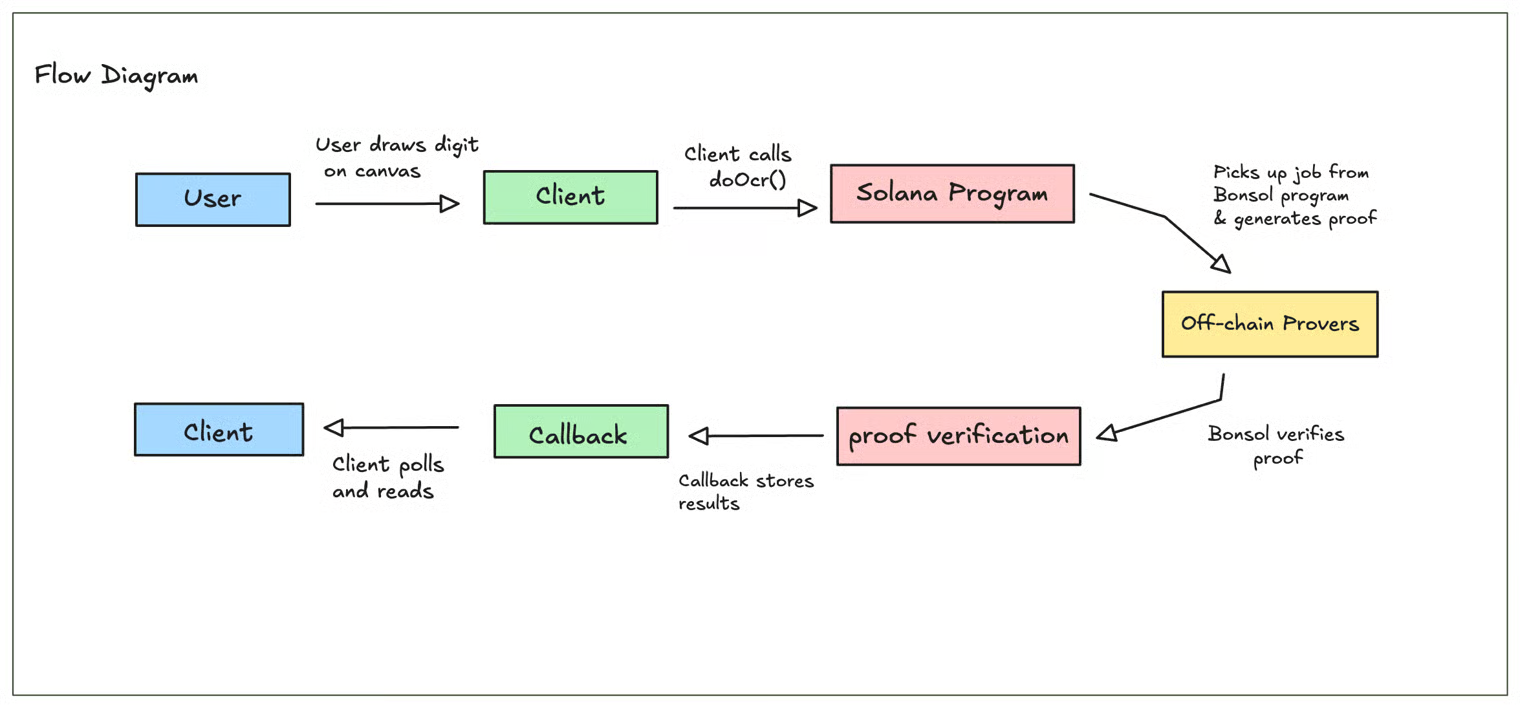 Flow Diagram
User draws digit
on canvas
User
Client
Client calls
doOcr()
Solana Program
Picks up job from
Bonsol program
& generates proof
Off-chain Provers
Bonsol verifies
proof
proof verification
Callback stores
results
Callback
Client polls
and reads
Client